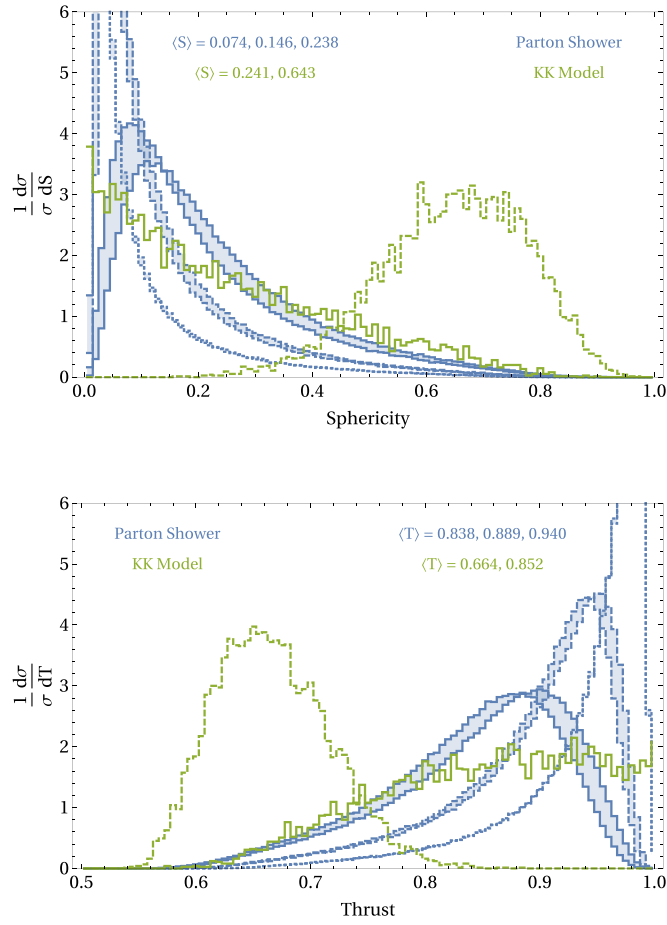 6
⟨S⟩ = 0.074, 0.146, 0.238 Parton Shower
⟨S⟩ = 0.241, 0.643 KK Model
5
4
3
2
1
0
1/σ dσ/dS
0.0 0.2 0.4 0.6 0.8 1.0
Sphericity
6
Parton Shower ⟨T⟩ = 0.838, 0.889, 0.940
KK Model ⟨T⟩ = 0.664, 0.852
5
4
3
2
1
0
1/σ dσ/dT
0.5 0.6 0.7 0.8 0.9 1.0
Thrust